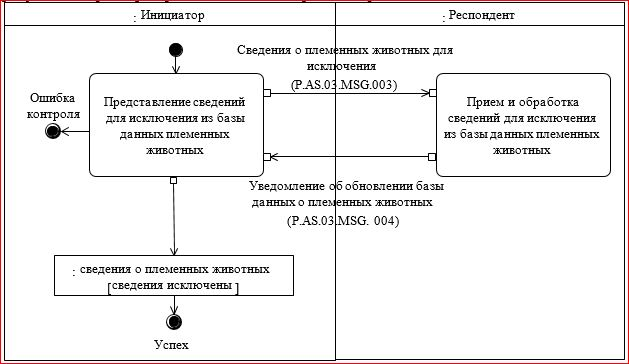 : Инициатор
: Респондент
Сведения о племенных животных для
исключения
(P.AS.03.MSG.003)
Ошибка
контроля
Представление сведений
для исключения из базы
данных племенных
животных
Прием и обработка
сведений для исключения
из базы данных племенных
животных
Уведомление об обновлении базы
данных о племенных животных
(P.AS.03.MSG. 004)
: сведения о племенных животных
[сведения исключены ]
Успех